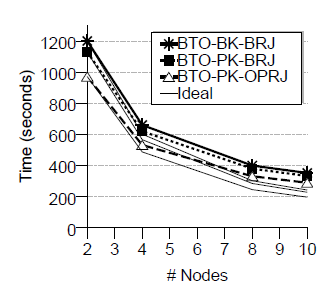 1200
1000
800
600
400
200
0
Time (seconds)
BTO-BK-BRJ
BTO-PK-BRJ
BTO-PK-OPRJ
Ideal
2 3 4 5 6 7 8 9 10
# Nodes